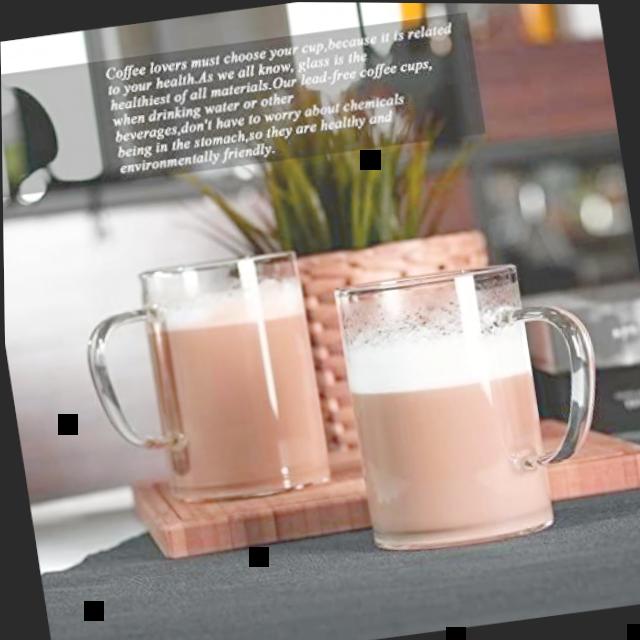 Coffee lovers must choose your cup,because it is related
to your health.As we all know, glass is the
healthiest of all materials.Our lead-free coffee cups,
when drinking water or other
beverages,don't have to worry about chemicals
being in the stomach,so they are healthy and
environmentally friendly.